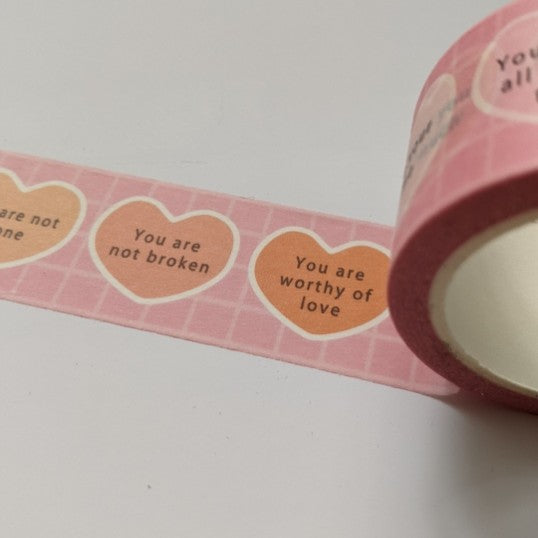 are not
one
You are
not broken
You are
worthy of
love
You
all